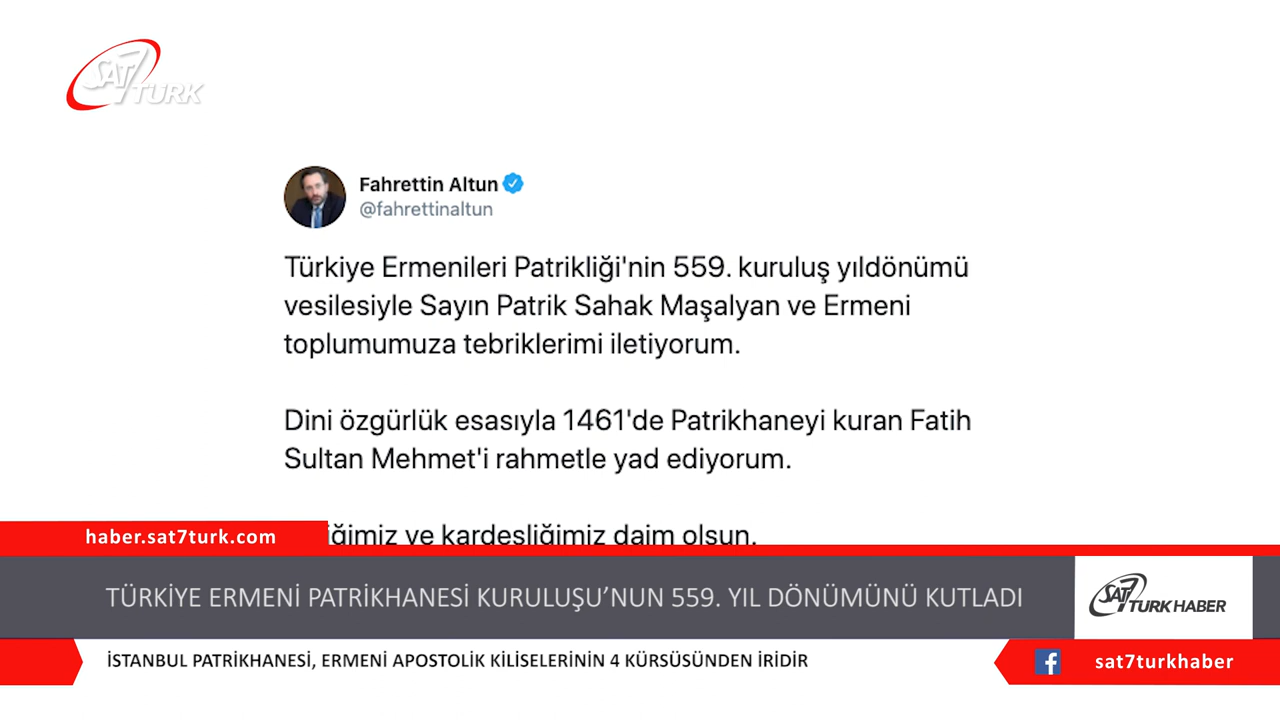 SAT7 TURK
Fahrettin Altun
@fahrettinaltun
Türkiye Ermenileri Patrikliği'nin 559. kuruluş yıldönümü
vesilesiyle Sayın Patrik Sahak Maşalyan ve Ermeni
toplumumuza tebriklerimi iletiyorum.
Dini özgürlük esasıyla 1461'de Patrikhaneyi kuran Fatih
Sultan Mehmet'i rahmetle yad ediyorum.
ve kardeşliğimiz daim olsun.
haber.sat7turk.com
TÜRKİYE ERMENİ PATRİKHANESİ KURULUŞU’NUN 559. YIL DÖNÜMÜNÜ KUTLADI
SAT7 TURK HABER
İSTANBUL PATRİKHANESİ, ERMENİ APOSTOLİK KİLİSELERİNİN 4 KÜRSÜSÜNDEN İRİDİR
sat7turkhaber